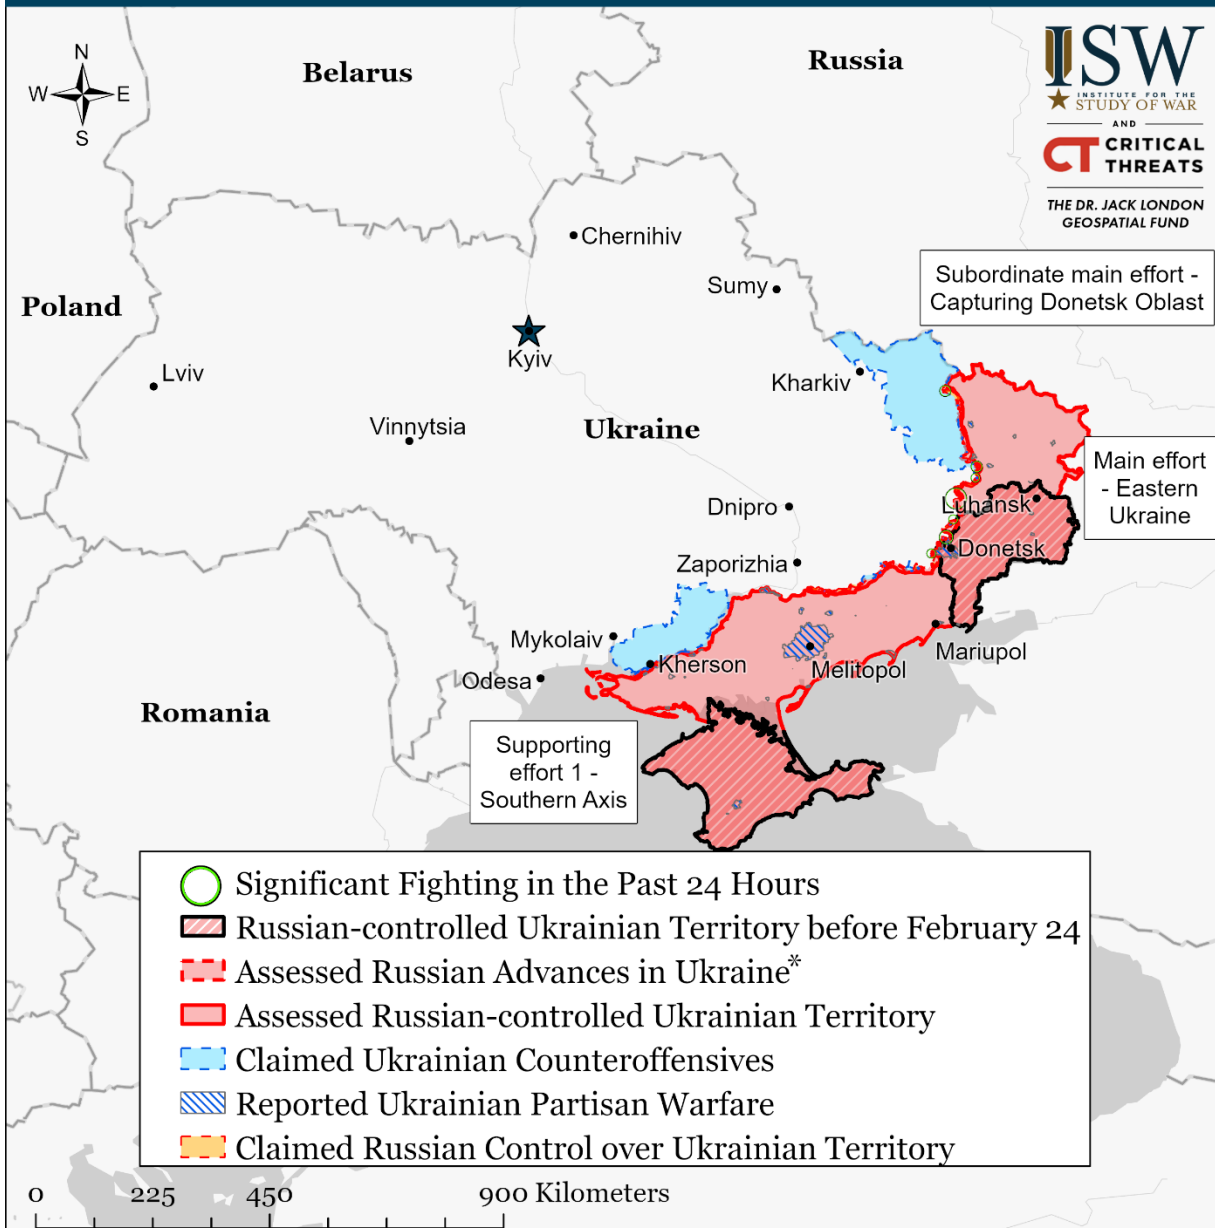 N
W E
S
Belarus
Russia
ISW
INSTITUTE FOR THE
STUDY OF WAR
AND
CT CRITICAL
THREATS
THE DR. JACK LONDON
GEOSPATIAL FUND
Chernihiv
Subordinate main effort -
Capturing Donetsk Oblast
Sumy
Poland
Kyiv
Lviv
Kharkiv
Vinnytsia
Ukraine
Main effort
- Eastern
Ukraine
Dnipro
Luhansk
Donetsk
Zaporizhia
Mykolaiv
Kherson
Melitopol
Mariupol
Odesa
Romania
Supporting
effort 1 -
Southern Axis
Significant Fighting in the Past 24 Hours
Russian-controlled Ukrainian Territory before February 24
Assessed Russian Advances in Ukraine*
Assessed Russian-controlled Ukrainian Territory
Claimed Ukrainian Counteroffensives
Reported Ukrainian Partisan Warfare
Claimed Russian Control over Ukrainian Territory
0 225 450 900 Kilometers